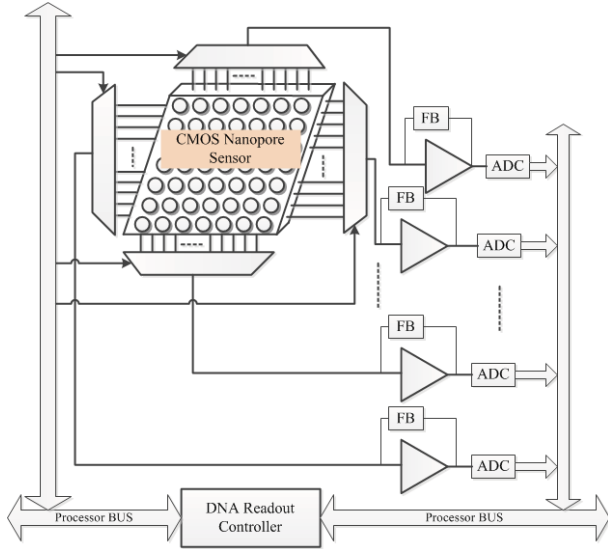 FB
ADC
CMOS Nanopore
Sensor
FB
ADC
FB
ADC
FB
ADC
DNA Readout
Controller
Processor BUS
Processor BUS